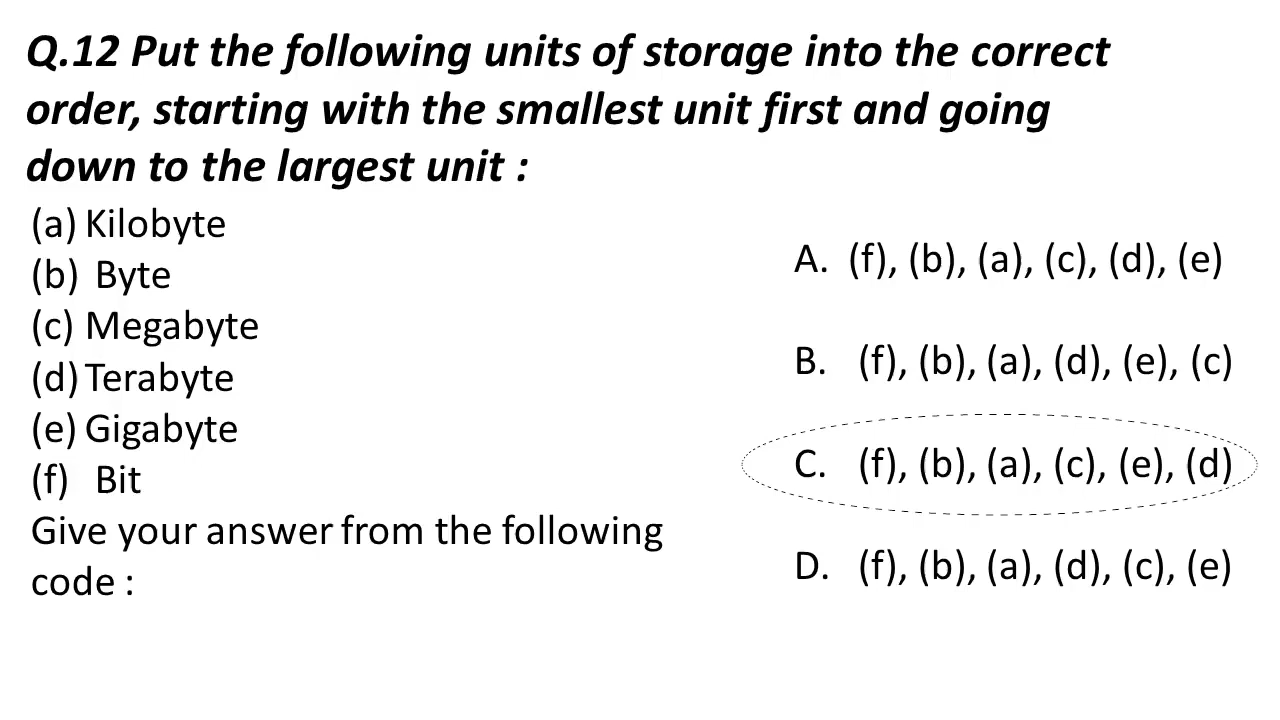 Q.12 Put the following units of storage into the correct
order, starting with the smallest unit first and going
down to the largest unit :
(a) Kilobyte
(b) Byte
(c) Megabyte
(d) Terabyte
(e) Gigabyte
(f) Bit
Give your answer from the following
code :
A. (f), (b), (a), (c), (d), (e)
B. (f), (b), (a), (d), (e), (c)
C. (f), (b), (a), (c), (e), (d)
D. (f), (b), (a), (d), (c), (e)